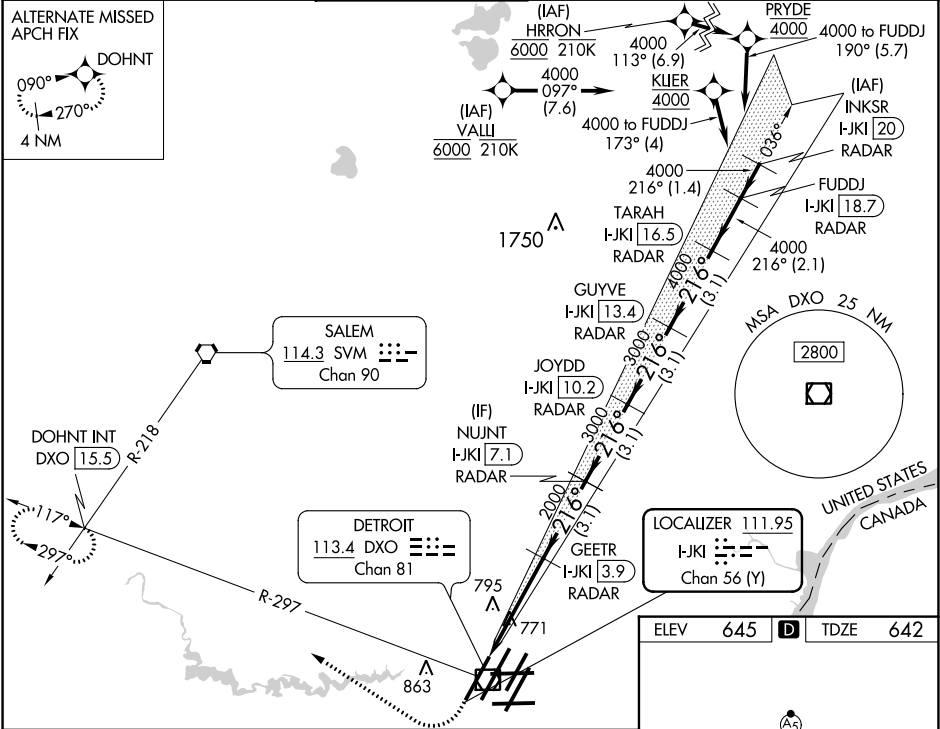 ALTERNATE MISSED
APCH FIX
DOHNT
090°
270°
4 NM
(IAF)
HRRON
6000 210K
4000
113° (6.9)
PRYDE
4000
4000 to FUDDJ
190° (5.7)
(IAF)
VALLI
6000 210K
4000
097°
(7.6)
KLIER
4000
4000 to FUDDJ
173° (4)
(IAF)
INKSR
I-JKI 20
RADAR
036°
4000
216° (1.4)
FUDDJ
I-JKI 18.7
RADAR
4000
216° (2.1)
TARAH
I-JKI 16.5
RADAR
1750
4000
216°
(3.1)
GUYVE
I-JKI 13.4
RADAR
3000
216°
(3.1)
JOYDD
I-JKI 10.2
RADAR
3000
216°
(3.1)
(IF)
NUJNT
I-JKI 7.1
RADAR
2000
216°
(3.1)
GEETR
I-JKI 3.9
RADAR
MSA DXO 25 NM
2800
SALEM
114.3 SVM
Chan 90
R-218
DOHNT INT
DXO 15.5
117°
297°
R-297
DETROIT
113.4 DXO
Chan 81
LOCALIZER 111.95
I-JKI
Chan 56 (Y)
UNITED STATES
CANADA
795
771
863
ELEV 645 D TDZE 642
A5